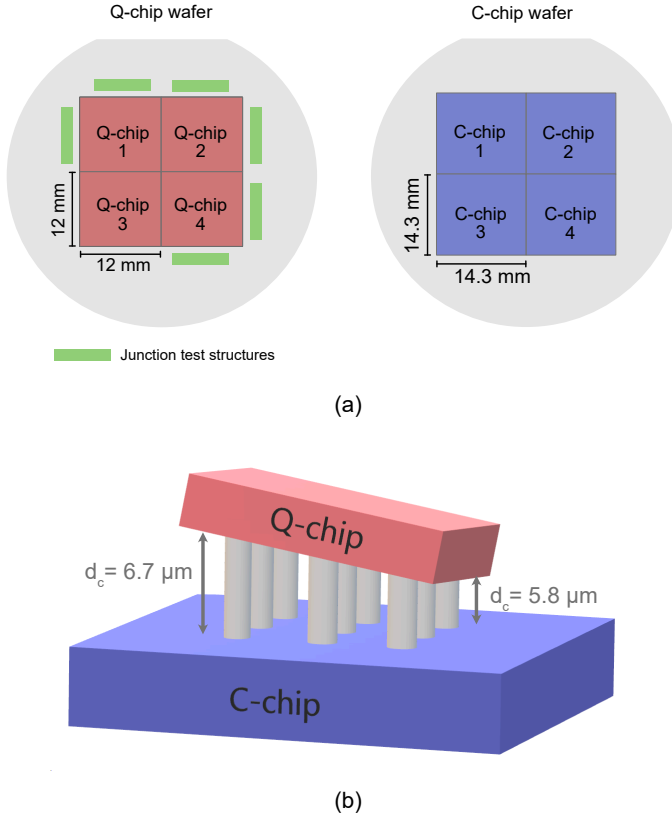 Q-chip wafer
C-chip wafer
Q-chip
1
Q-chip
2
Q-chip
3
Q-chip
4
12 mm
12 mm
C-chip
1
C-chip
2
C-chip
3
C-chip
4
14.3 mm
14.3 mm
Junction test structures
(a)
Q-chip
d_c= 6.7 µm
d_c= 5.8 µm
C-chip
(b)